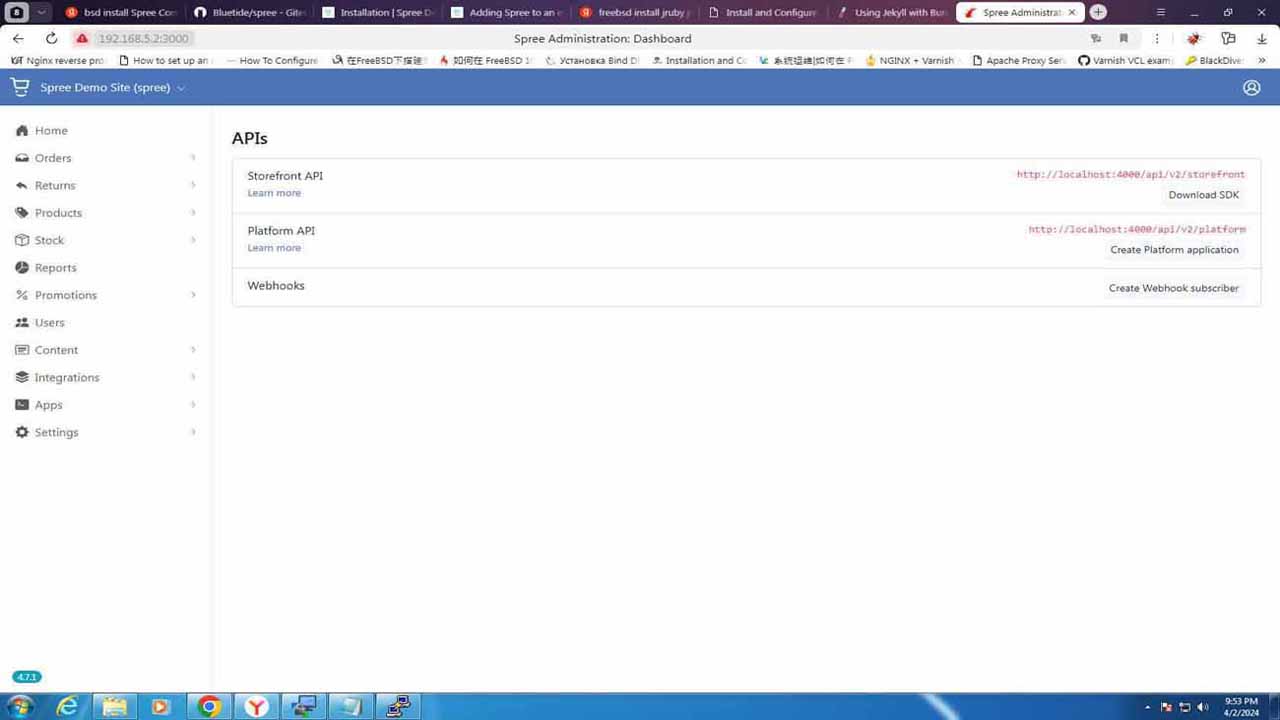 8
bsd install Spree Com
Bluetide/spree - Gite
Installation | Spree D
Adding Spree to an e
freebsd install jruby
Install and Configure
Using Jekyll with Bun
Spree Administrat
192.168.5.2:3000
Spree Administration: Dashboard
Nginx reverse pro
How to set up an
How To Configure
在FreeBSD下搭建
如何在 FreeBSD 1
Установка Bind D
Installation and Co
系统运维|如何在
NGINX + Varnish
Apache Proxy Serv
Varnish VCL exam
BlackDive
Spree Demo Site (spree)
Home
Orders
Returns
Products
Stock
Reports
Promotions
Users
Content
Integrations
Apps
Settings
APIs
Storefront API
http://localhost:4000/api/v2/storefront
Learn more
Download SDK
Platform API
http://localhost:4000/api/v2/platform
Learn more
Create Platform application
Webhooks
Create Webhook subscriber
4.7.1
9:53 PM
4/2/2024